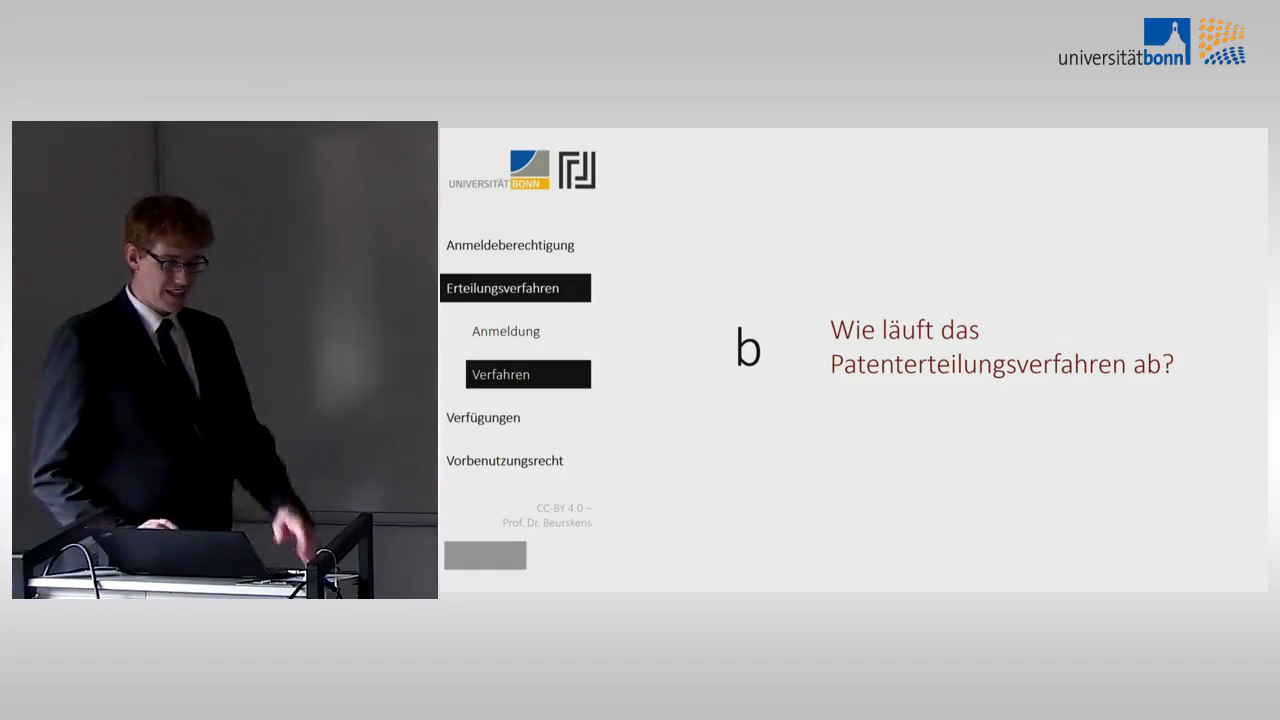 universitätbonn
UNIVERSITÄT BONN
Anmeldeberechtigung
Erteilungsverfahren
Anmeldung
Verfahren
Verfügungen
Vorbenutzungsrecht
CC-BY 4.0 –
Prof. Dr. Beurskens
b
Wie läuft das
Patenterteilungsverfahren ab?